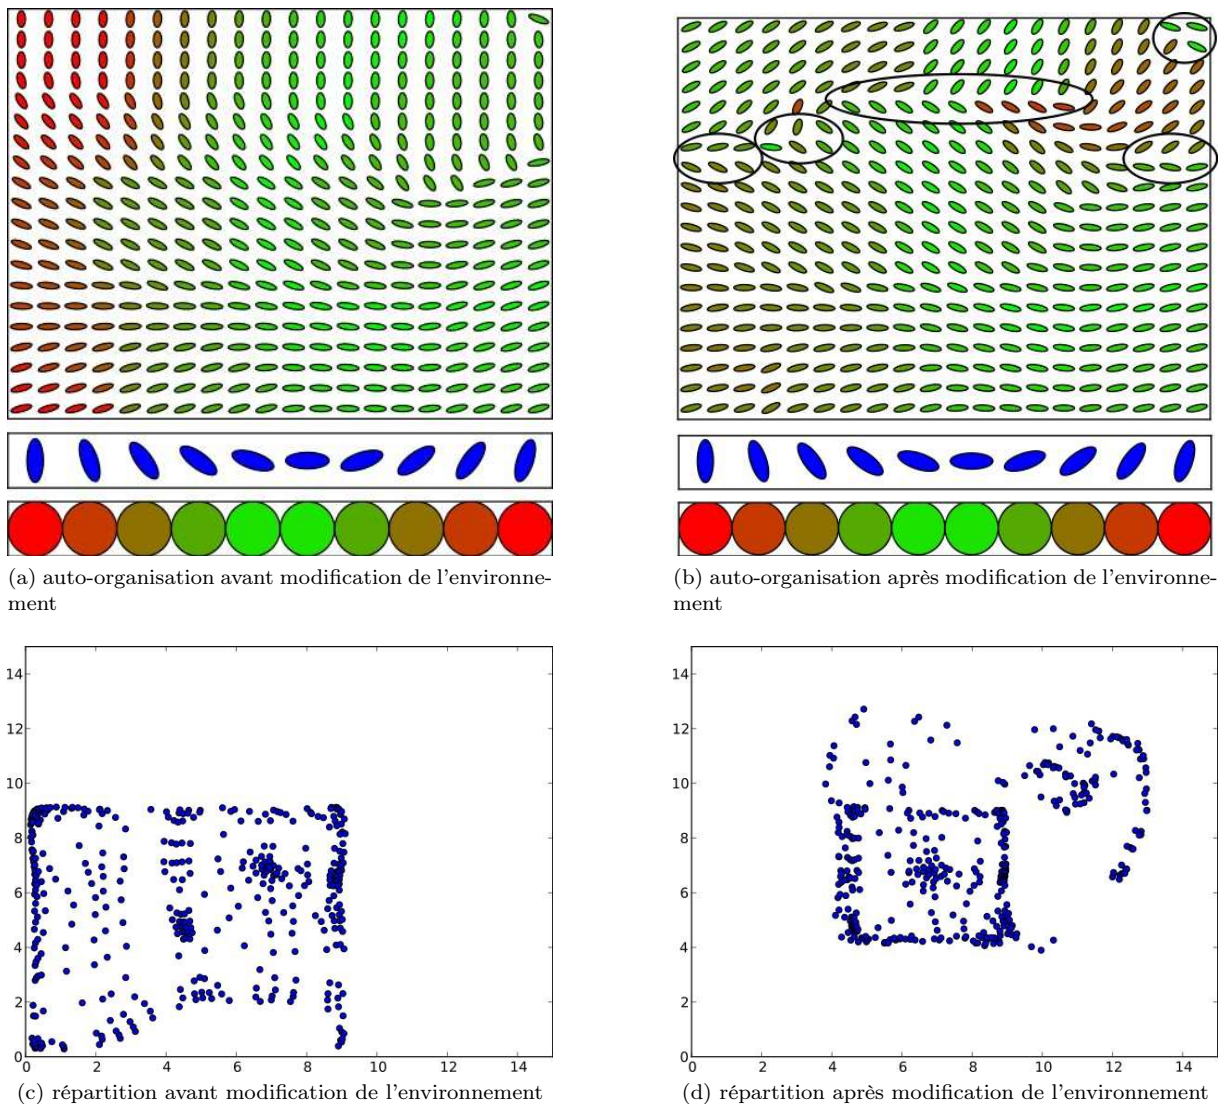 (a) auto-organisation avant modification de l'environne-
ment
(b) auto-organisation après modification de l'environne-
ment
14
12
10
8
6
4
2
0
0 2 4 6 8 10 12 14
(c) répartition avant modification de l'environnement
14
12
10
8
6
4
2
0
0 2 4 6 8 10 12 14
(d) répartition après modification de l'environnement